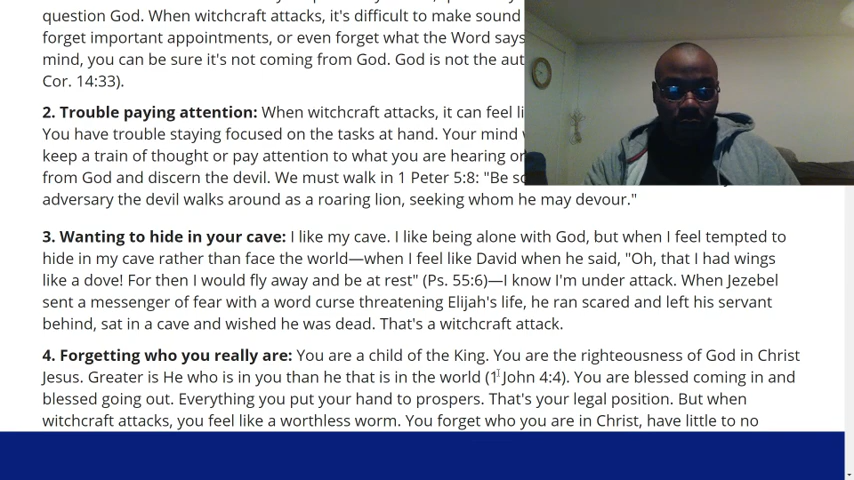 question God. When witchcraft attacks, it's difficult to make sound
forget important appointments, or even forget what the Word says
mind, you can be sure it's not coming from God. God is not the
Cor. 14:33).
2. Trouble paying attention: When witchcraft attacks, it can feel
You have trouble staying focused on the tasks at hand. Your mind
keep a train of thought or pay attention to what you are hearing or
from God and discern the devil. We must walk in 1 Peter 5:8: "Be
adversary the devil walks around as a roaring lion, seeking whom he may devour."
3. Wanting to hide in your cave: I like my cave. I like being alone with God, but when I feel tempted to
hide in my cave rather than face the world—when I feel like David when he said, "Oh, that I had wings
like a dove! For then I would fly away and be at rest" (Ps. 55:6)—I know I'm under attack. When Jezebel
sent a messenger of fear with a word curse threatening Elijah's life, he ran scared and left his servant
behind, sat in a cave and wished he was dead. That's a witchcraft attack.
4. Forgetting who you really are: You are a child of the King. You are the righteousness of God in Christ
Jesus. Greater is He who is in you than he that is in the world (1 John 4:4). You are blessed coming in and
blessed going out. Everything you put your hand to prospers. That's your legal position. But when
witchcraft attacks, you feel like a worthless worm. You forget who you are in Christ, have little to no